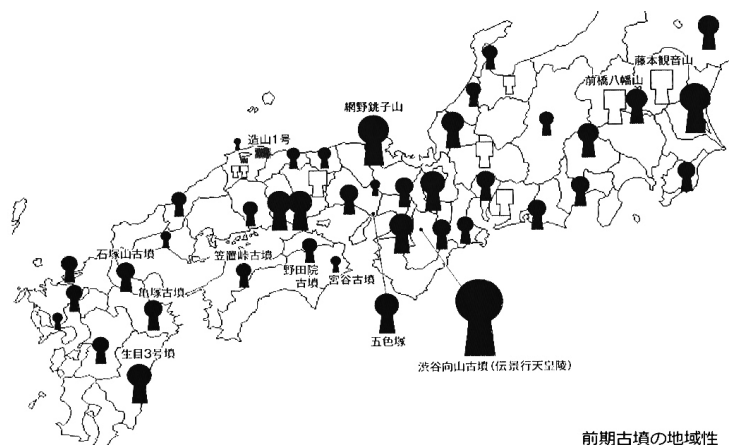 藤本観音山
前橋八幡山
網野銚子山
造山1号
石塚山古墳
笠置峠古墳
野田院
古墳
宮谷古墳
亀塚古墳
生目3号墳
五色塚
渋谷向山古墳(伝景行天皇陵)
前期古墳の地域性